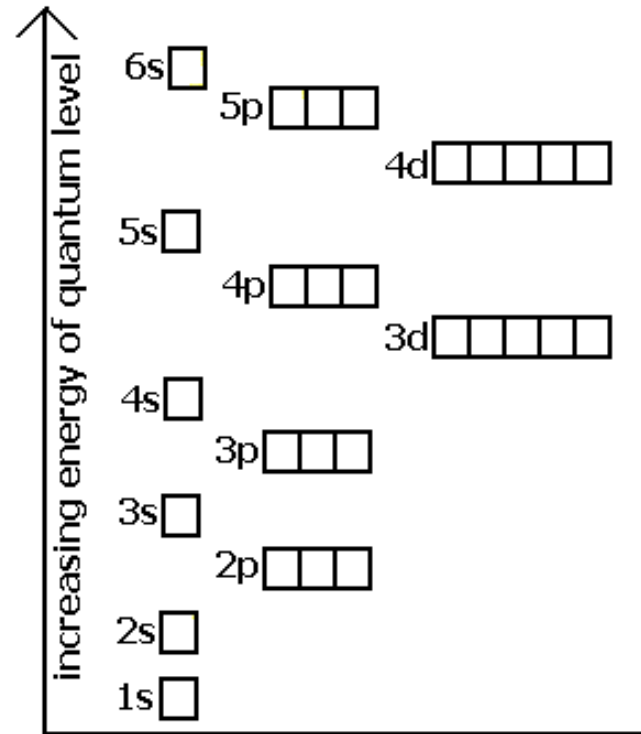 6s
5p
4d
5s
4p
3d
4s
3p
3s
2p
2s
1s
increasing energy of quantum level